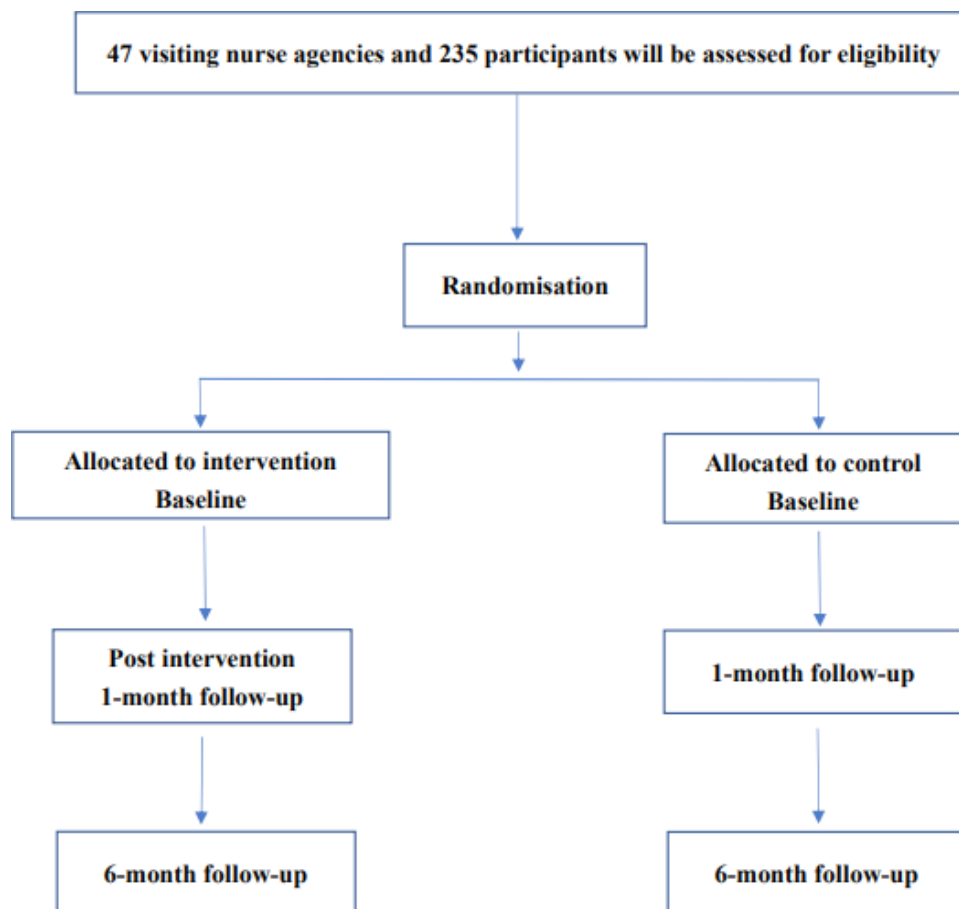 47 visiting nurse agencies and 235 participants will be assessed for eligibility
Randomisation
Allocated to intervention
Baseline
Allocated to control
Baseline
Post intervention
1-month follow-up
1-month follow-up
6-month follow-up
6-month follow-up